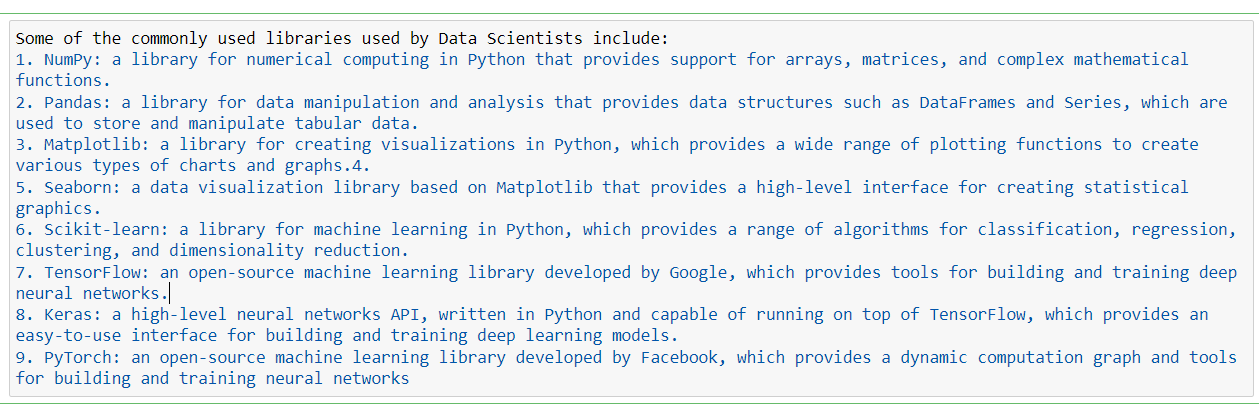 Some of the commonly used libraries used by Data Scientists include:
1. NumPy: a library for numerical computing in Python that provides support for arrays, matrices, and complex mathematical
functions.
2. Pandas: a library for data manipulation and analysis that provides data structures such as DataFrames and Series, which are
used to store and manipulate tabular data.
3. Matplotlib: a library for creating visualizations in Python, which provides a wide range of plotting functions to create
various types of charts and graphs.4.
5. Seaborn: a data visualization library based on Matplotlib that provides a high-level interface for creating statistical
graphics.
6. Scikit-learn: a library for machine learning in Python, which provides a range of algorithms for classification, regression,
clustering, and dimensionality reduction.
7. TensorFlow: an open-source machine learning library developed by Google, which provides tools for building and training deep
neural networks.
8. Keras: a high-level neural networks API, written in Python and capable of running on top of TensorFlow, which provides an
easy-to-use interface for building and training deep learning models.
9. PyTorch: an open-source machine learning library developed by Facebook, which provides a dynamic computation graph and tools
for building and training neural networks